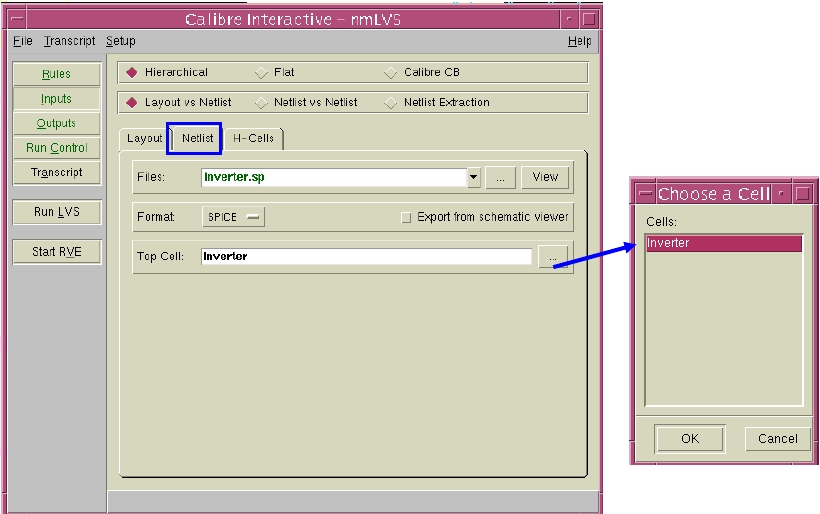 Calibre Interactive - nmLVS
File Transcript Setup Help
Rules
Inputs
Outputs
Run Control
Transcript
Run LVS
Start RVE
Hierarchical Flat Calibre CB
Layout vs Netlist Netlist vs Netlist Netlist Extraction
Layout Netlist H-Cells
Files: Inverter.sp ... View
Format: SPICE Export from schematic viewer
Top Cell: Inverter ...
Choose a Cell
Cells:
Inverter
OK Cancel